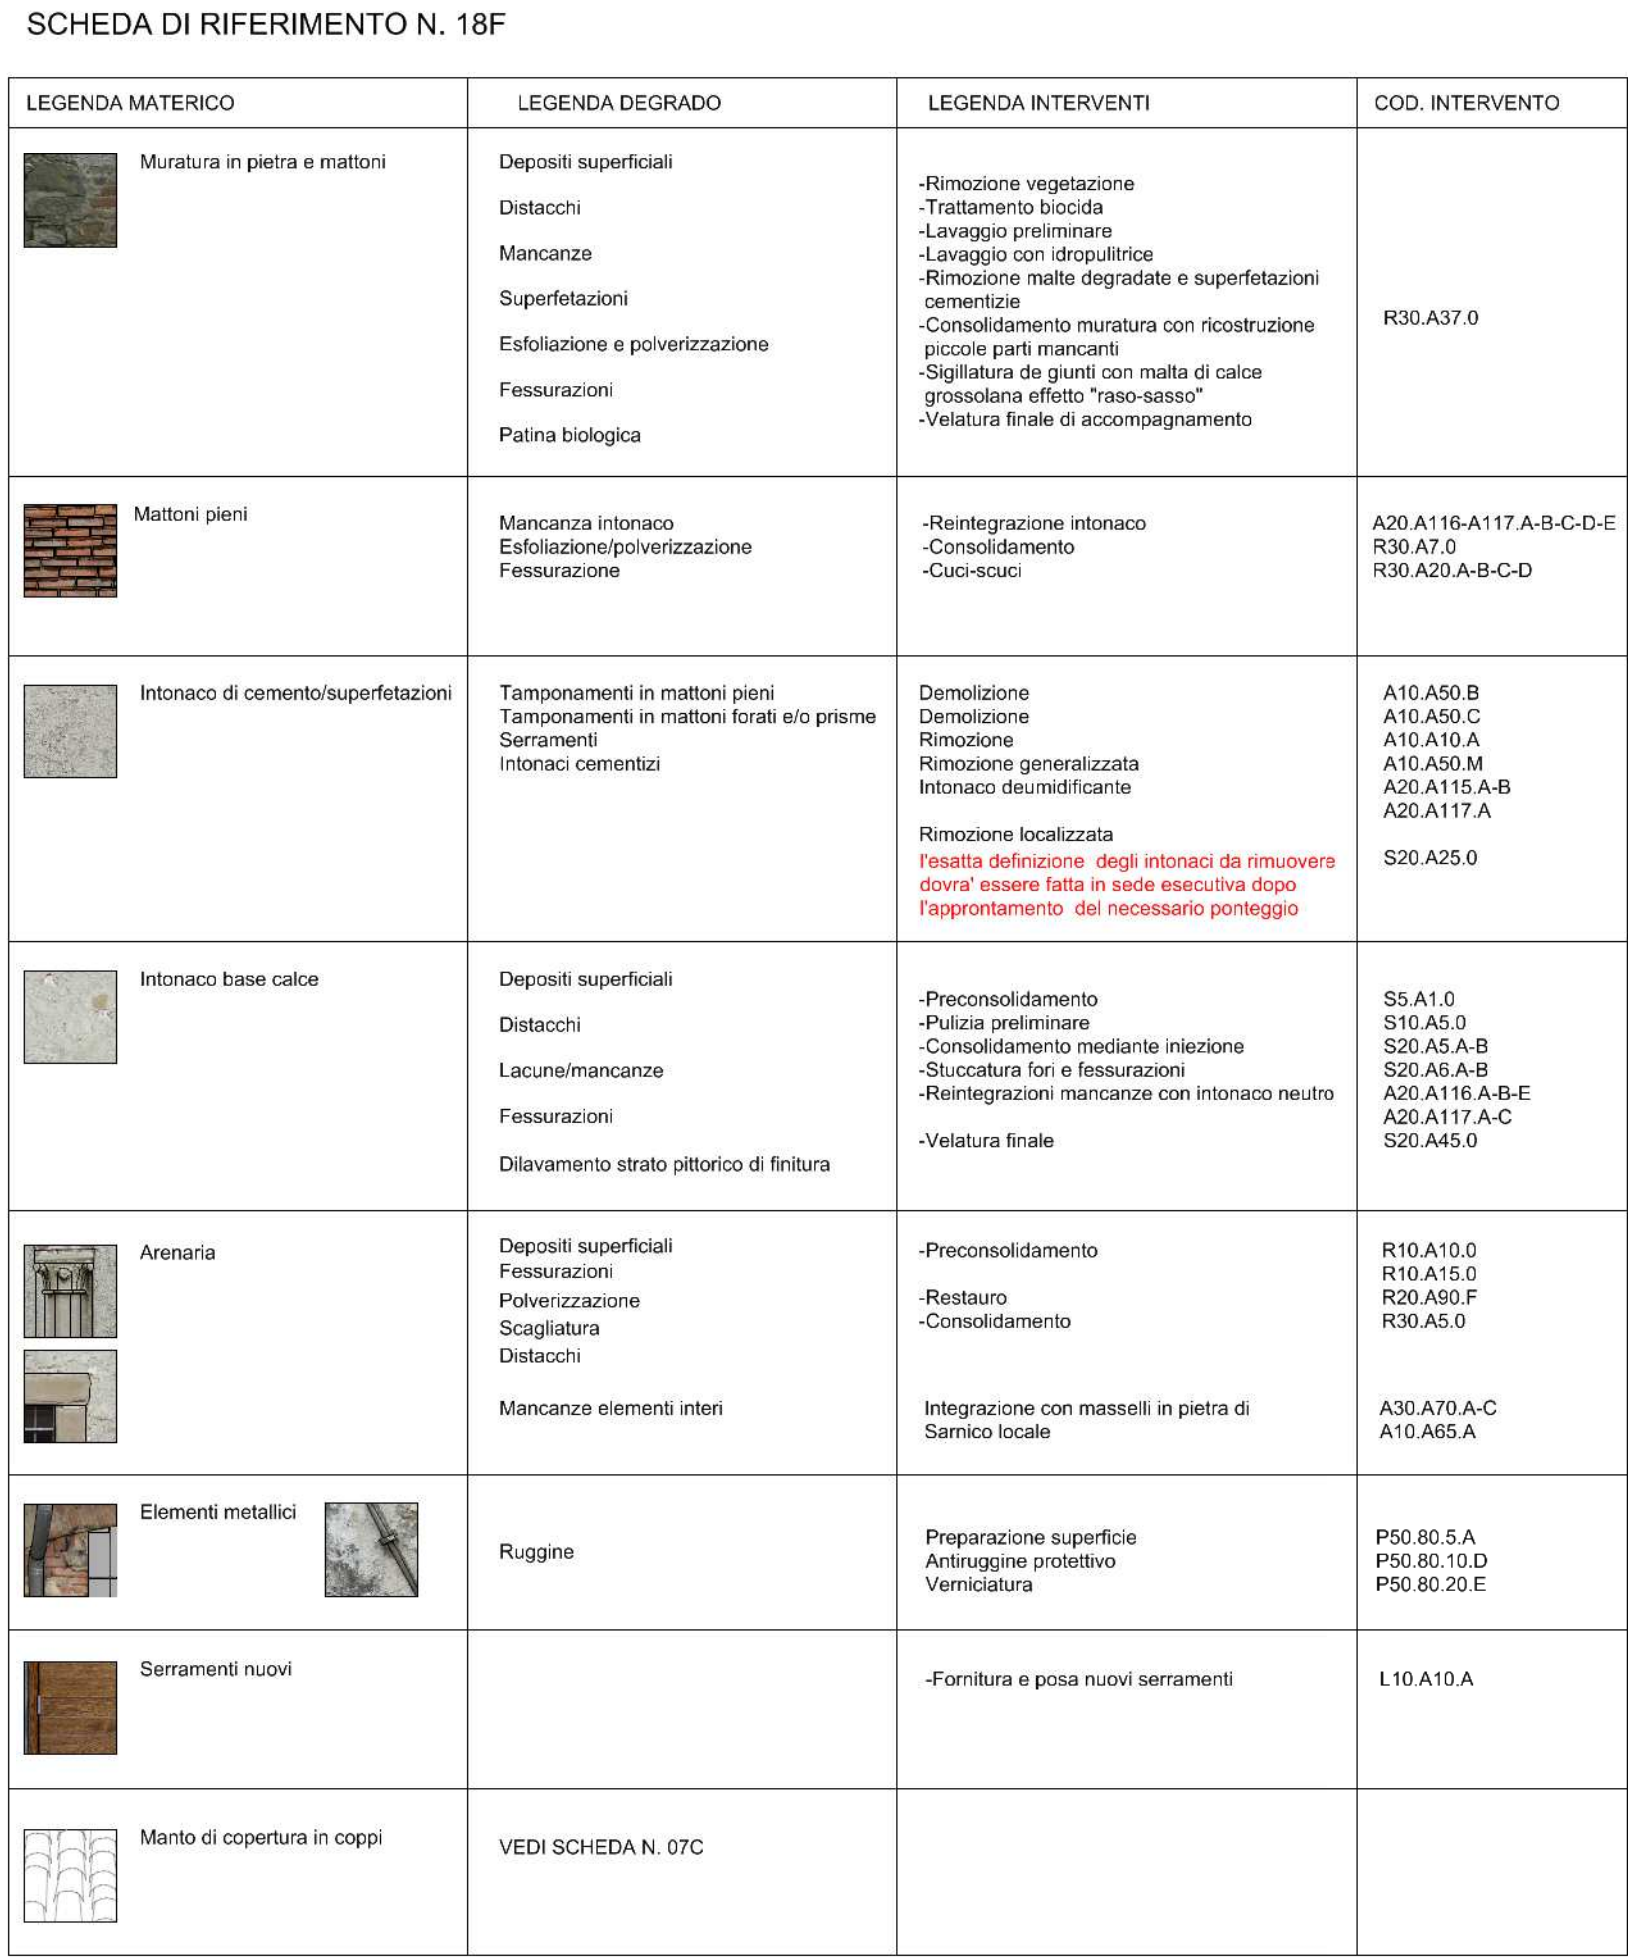 SCHEDA DI RIFERIMENTO N. 18F
LEGENDA MATERICO
LEGENDA DEGRADO
LEGENDA INTERVENTI
COD. INTERVENTO
Muratura in pietra e mattoni
Depositi superficiali
Distacchi
Mancanze
Superfetazioni
Esfoliazione e polverizzazione
Fessurazioni
Patina biologica
-Rimozione vegetazione
-Trattamento biocida
-Lavaggio preliminare
-Lavaggio con idropulitrice
-Rimozione malte degradate e superfetazioni
cementizie
-Consolidamento muratura con ricostruzione
piccole parti mancanti
-Sigillatura de giunti con malta di calce
grossolana effetto "raso-sasso"
-Velatura finale di accompagnamento
R30.A37.0
Mattoni pieni
Mancanza intonaco
Esfoliazione/polverizzazione
Fessurazione
-Reintegrazione intonaco
-Consolidamento
-Cuci-scuci
A20.A116-A117.A-B-C-D-E
R30.A7.0
R30.A20.A-B-C-D
Intonaco di cemento/superfetazioni
Tamponamenti in mattoni pieni
Tamponamenti in mattoni forati e/o prisme
Serramenti
Intonaci cementizi
Demolizione
Demolizione
Rimozione
Rimozione generalizzata
Intonaco deumidificante
Rimozione localizzata
l'esatta definizione degli intonaci da rimuovere
dovra' essere fatta in sede esecutiva dopo
l'approntamento del necessario ponteggio
A10.A50.B
A10.A50.C
A10.A10.A
A10.A50.M
A20.A115.A-B
A20.A117.A
S20.A25.0
Intonaco base calce
Depositi superficiali
Distacchi
Lacune/mancanze
Fessurazioni
Dilavamento strato pittorico di finitura
-Preconsolidamento
-Pulizia preliminare
-Consolidamento mediante iniezione
-Stuccatura fori e fessurazioni
-Reintegrazioni mancanze con intonaco neutro
-Velatura finale
S5.A1.0
S10.A5.0
S20.A5.A-B
S20.A6.A-B
A20.A116.A-B-E
A20.A117.A-C
S20.A45.0
Arenaria
Depositi superficiali
Fessurazioni
Polverizzazione
Scagliatura
Distacchi
Mancanze elementi interi
-Preconsolidamento
-Restauro
-Consolidamento
Integrazione con masselli in pietra di
Sarnico locale
R10.A10.0
R10.A15.0
R20.A90.F
R30.A5.0
A30.A70.A-C
A10.A65.A
Elementi metallici
Ruggine
Preparazione superficie
Antiruggine protettivo
Verniciatura
P50.80.5.A
P50.80.10.D
P50.80.20.E
Serramenti nuovi
-Fornitura e posa nuovi serramenti
L10.A10.A
Manto di copertura in coppi
VEDI SCHEDA N. 07C